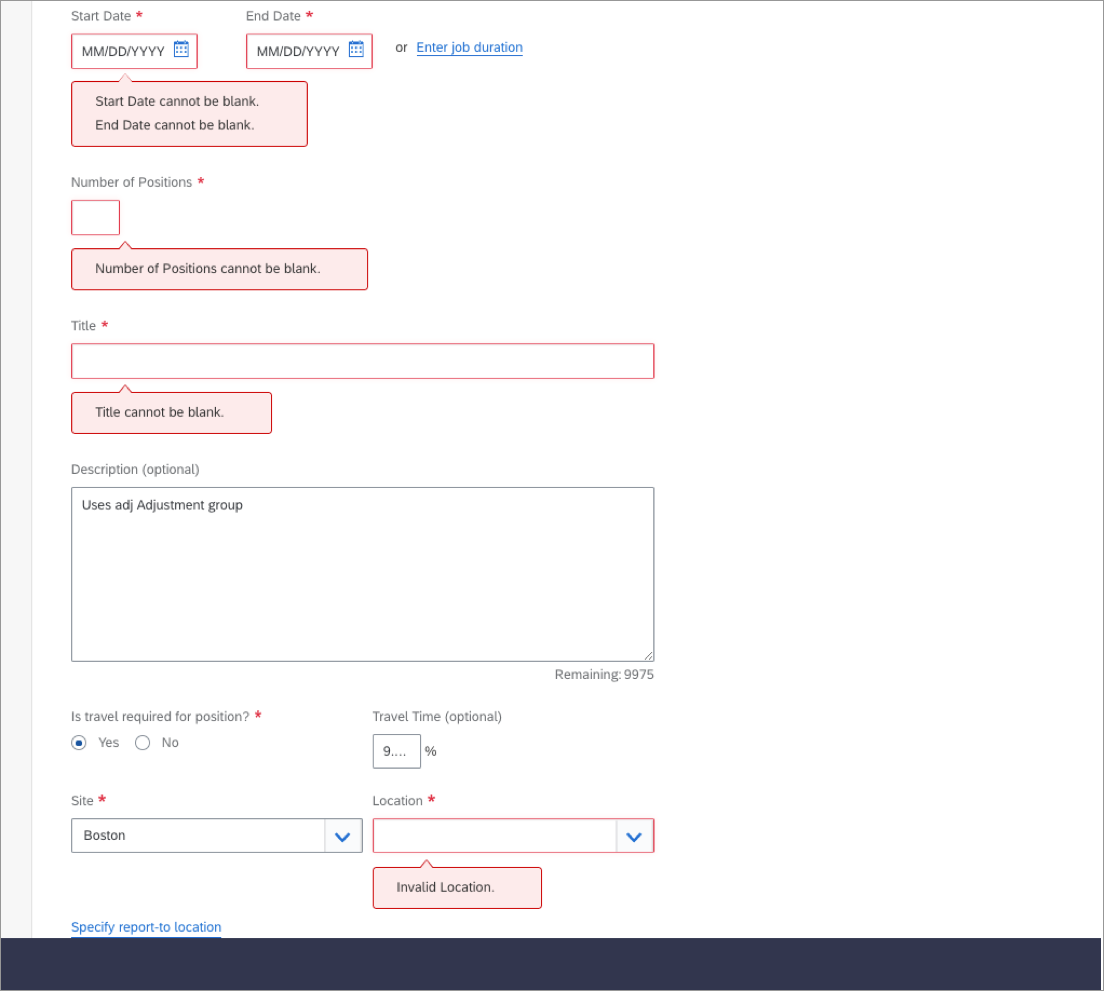 Start Date *
End Date *
MM/DD/YYYY
MM/DD/YYYY
or Enter job duration
Start Date cannot be blank.
End Date cannot be blank.
Number of Positions *
Number of Positions cannot be blank.
Title *
Title cannot be blank.
Description (optional)
Uses adj Adjustment group
Remaining: 9975
Is travel required for position? *
Yes
No
Travel Time (optional)
9.... %
Site *
Boston
Location *
Invalid Location.
Specify report-to location